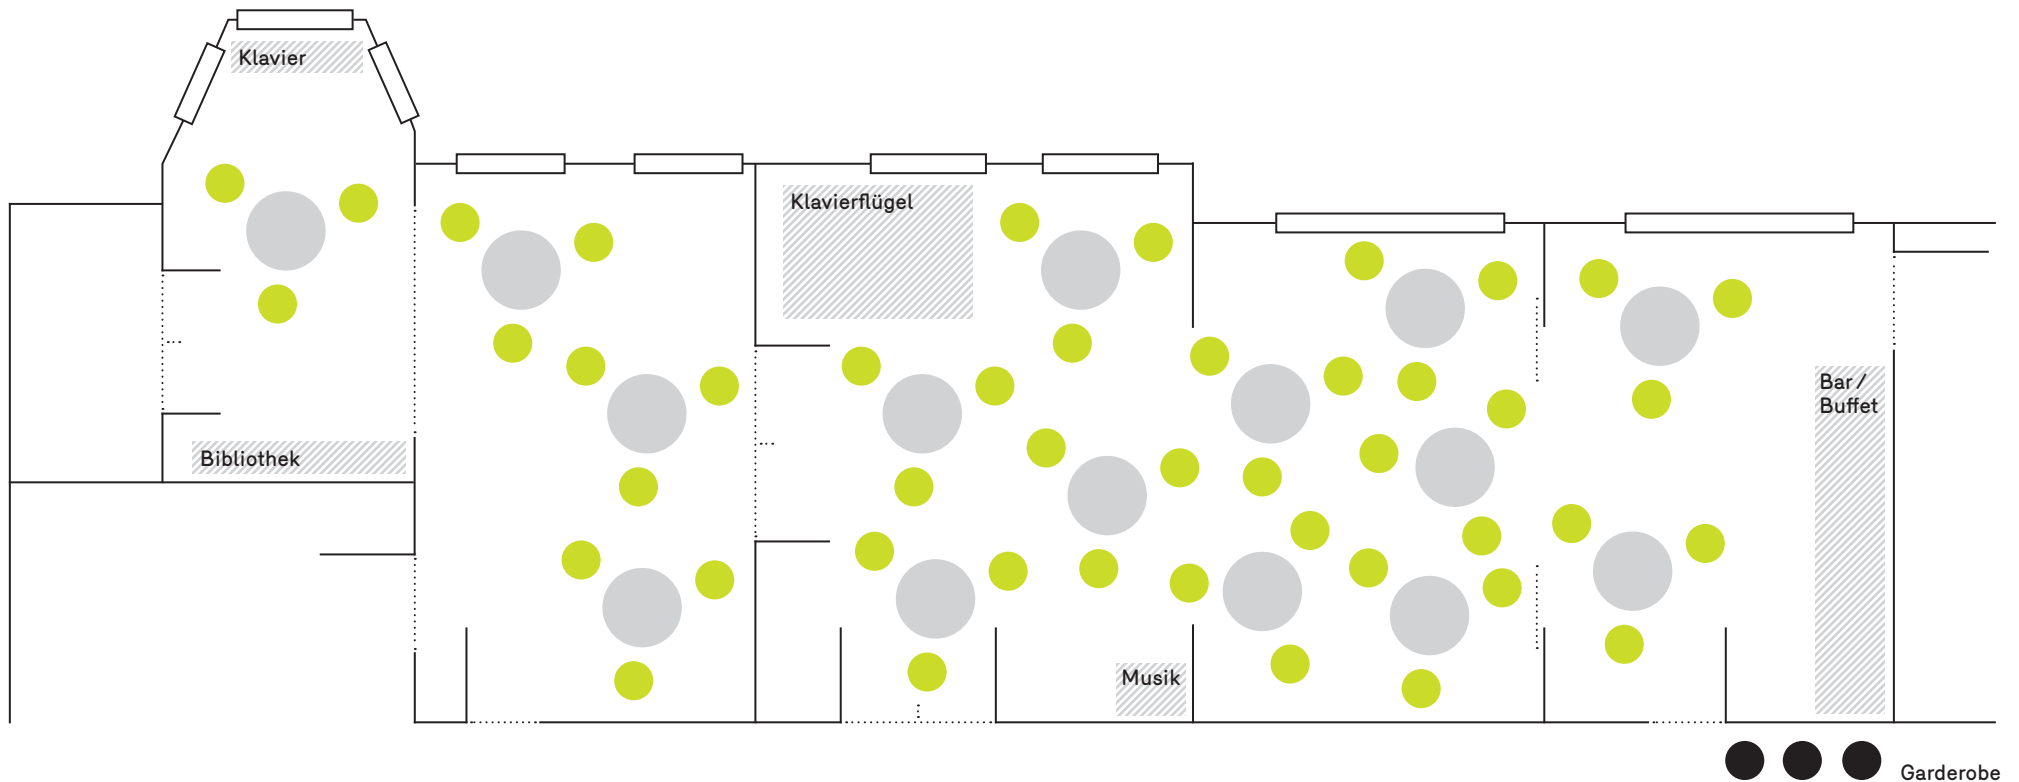 Klavier
Klavierflügel
Bar /
Buffet
Bibliothek
Musik
Garderobe